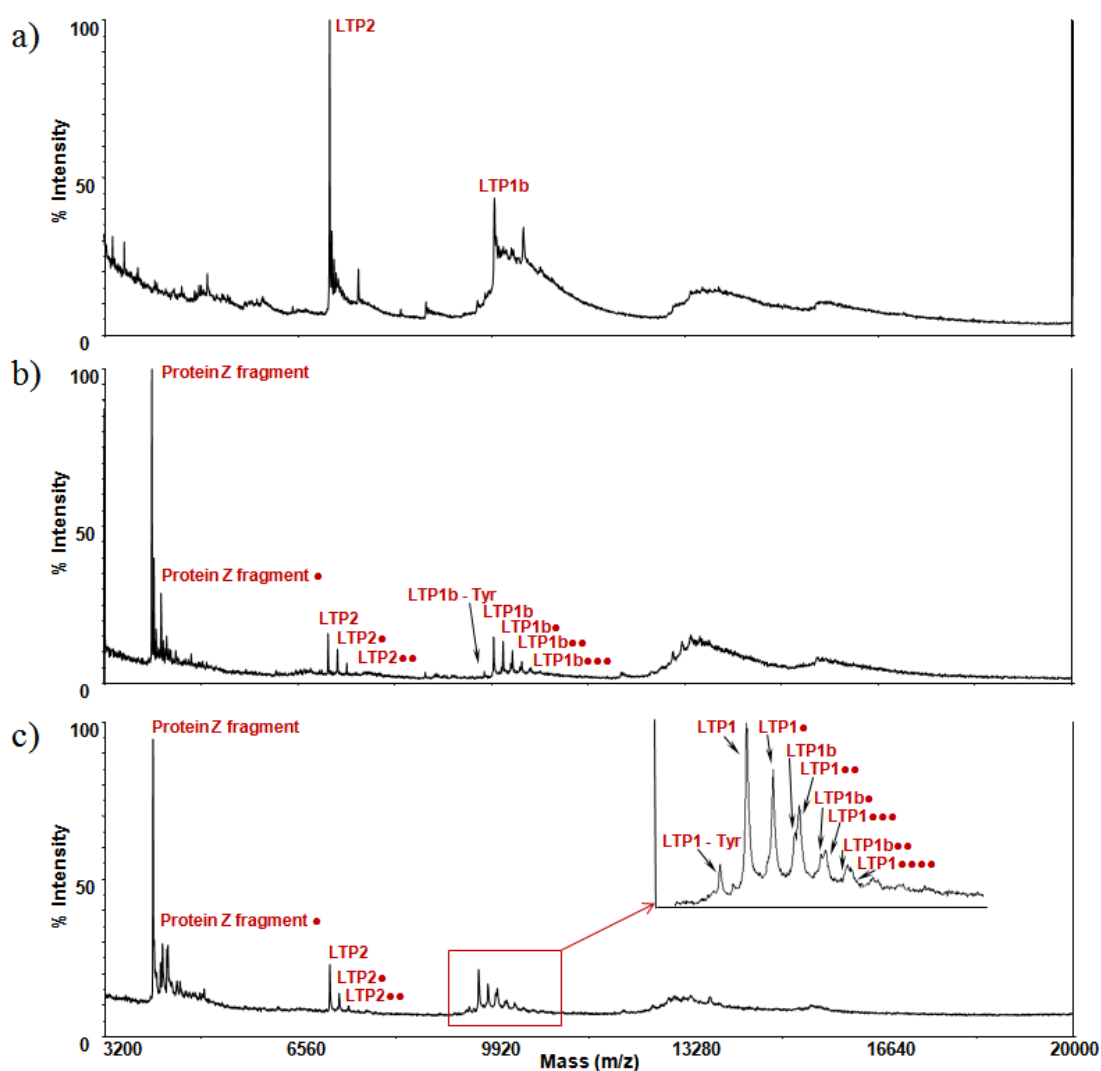 a)
100
50
0
% Intensity
LTP2
LTP1b
b)
100
50
0
% Intensity
Protein Z fragment
Protein Z fragment ●
LTP2
LTP2●
LTP2●●
LTP1b - Tyr
LTP1b
LTP1b●
LTP1b●●
LTP1b●●●
c)
100
50
0
% Intensity
Protein Z fragment
Protein Z fragment ●
LTP2
LTP2●
LTP2●●
LTP1 - Tyr
LTP1
LTP1●
LTP1b
LTP1●●
LTP1b●
LTP1●●●
LTP1b●●
LTP1●●●●
3200 6560 9920 13280 16640 20000
Mass (m/z)